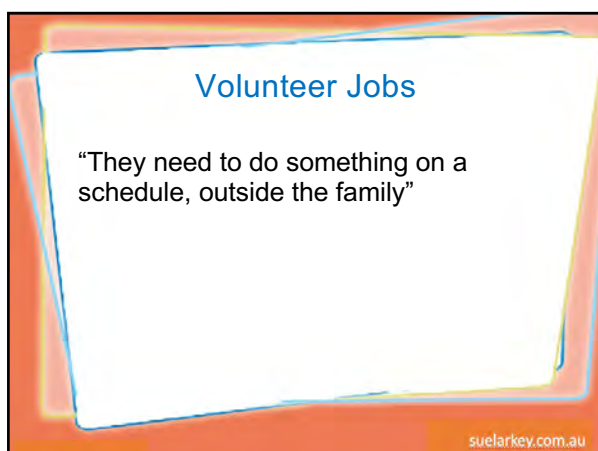 Volunteer Jobs
“They need to do something on a
schedule, outside the family”
suelarkey.com.au